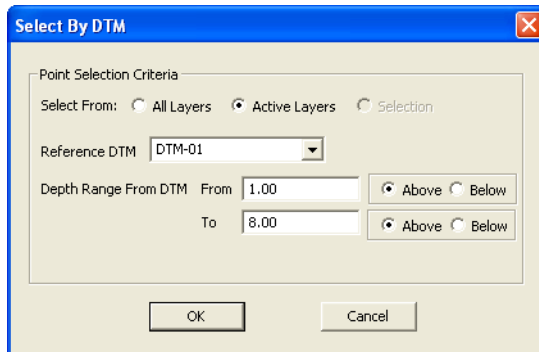 Select By DTM
Point Selection Criteria
Select From: All Layers Active Layers Selection
Reference DTM DTM-01
Depth Range From DTM From 1.00 Above Below
To 8.00 Above Below
OK Cancel